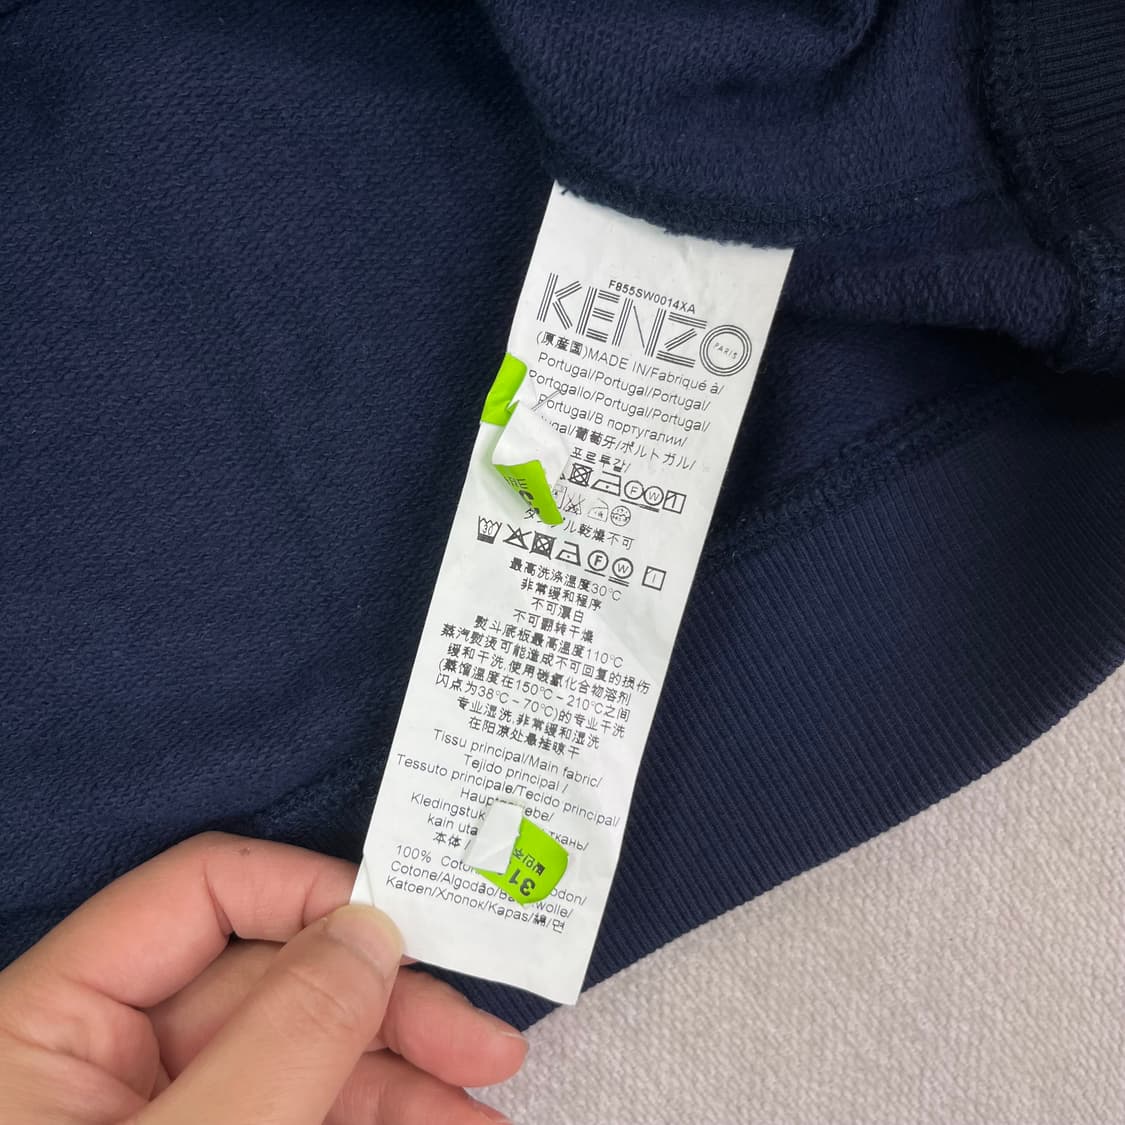 F855SW0014XA
KENZO
PARIS
(原産国)MADE IN/Fabriqué à/
Portugal/Portugal/Portugal/
Portogallo/Portugal/Portugal/
Portugal/В португалии/
/葡萄牙/ポルトガル/
포르투갈/
F W
乾燥不可
30 F W
最高洗涤温度30℃
非常缓和程序
不可漂白
不可翻转干燥
熨斗底板最高温度110℃
蒸汽熨烫可能造成不可回复的损伤
缓和干洗,使用碳氢化合物溶剂
(蒸馏温度在150℃-210℃之间
闪点为38℃-70℃)的专业干洗
专业湿洗,非常缓和湿洗
在阳凉处悬挂晾干
Tissu principal/Main fabric/
Tejido principal /
Tessuto principale/Tecido principal/
Kledingstuk
kain
本体
100%
31
Cotone/Algodão/
Katoen/Хлопок/Kapas/綿/면